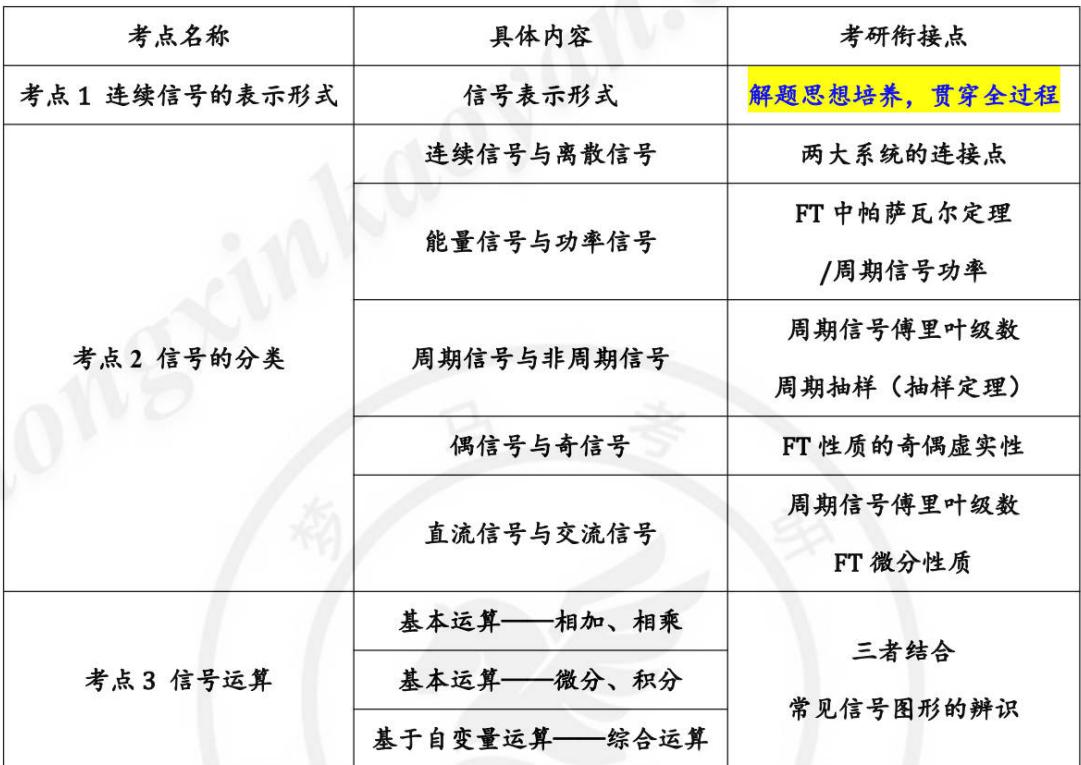 考点名称 具体内容 考研衔接点
考点 1 连续信号的表示形式 信号表示形式 解题思想培养，贯穿全过程
考点 2 信号的分类 连续信号与离散信号 两大系统的连接点
能量信号与功率信号 FT 中帕萨瓦尔定理
/周期信号功率
周期信号与非周期信号 周期信号傅里叶级数
周期抽样（抽样定理）
偶信号与奇信号 FT 性质的奇偶虚实性
直流信号与交流信号 周期信号傅里叶级数
FT 微分性质
考点 3 信号运算 基本运算——相加、相乘 三者结合
基本运算——微分、积分 常见信号图形的辨识
基于自变量运算——综合运算